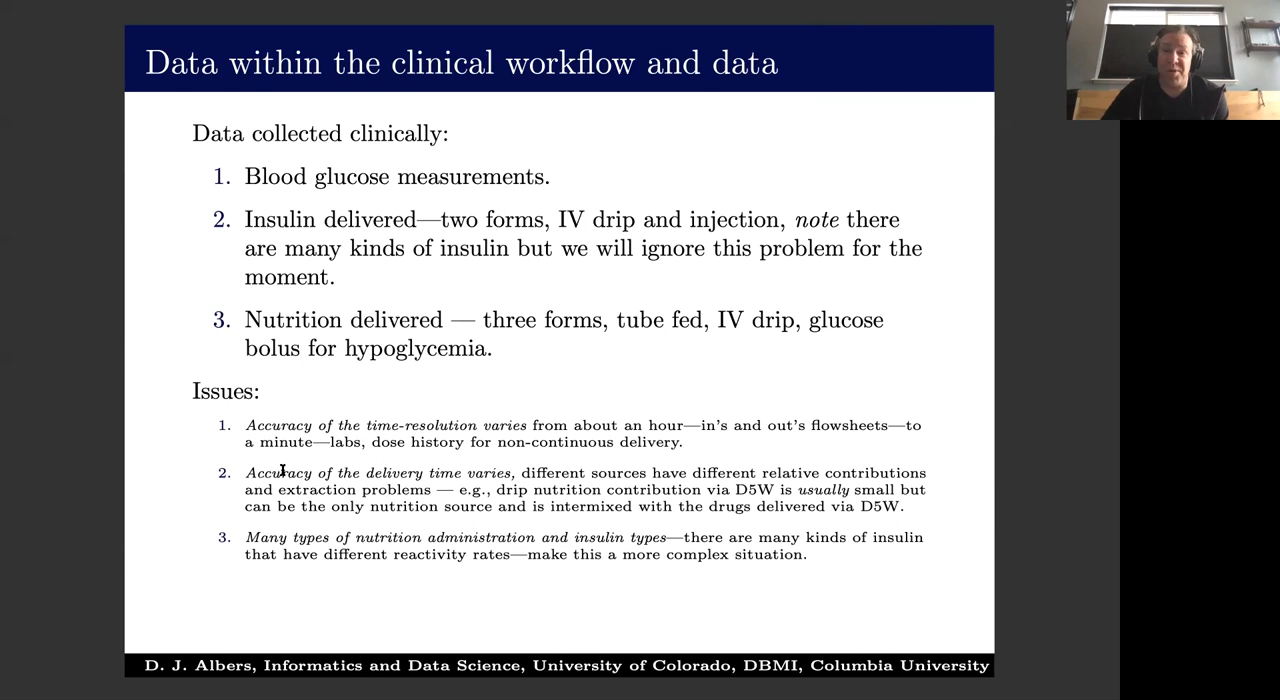 Data within the clinical workflow and data
Data collected clinically:
1. Blood glucose measurements.
2. Insulin delivered—two forms, IV drip and injection, note there
are many kinds of insulin but we will ignore this problem for the
moment.
3. Nutrition delivered — three forms, tube fed, IV drip, glucose
bolus for hypoglycemia.
Issues:
1. Accuracy of the time-resolution varies from about an hour—in's and out's flowsheets—to
a minute—labs, dose history for non-continuous delivery.
2. Accuracy of the delivery time varies, different sources have different relative contributions
and extraction problems — e.g., drip nutrition contribution via D5W is usually small but
can be the only nutrition source and is intermixed with the drugs delivered via D5W.
3. Many types of nutrition administration and insulin types—there are many kinds of insulin
that have different reactivity rates—make this a more complex situation.
D. J. Albers, Informatics and Data Science, University of Colorado, DBMI, Columbia University